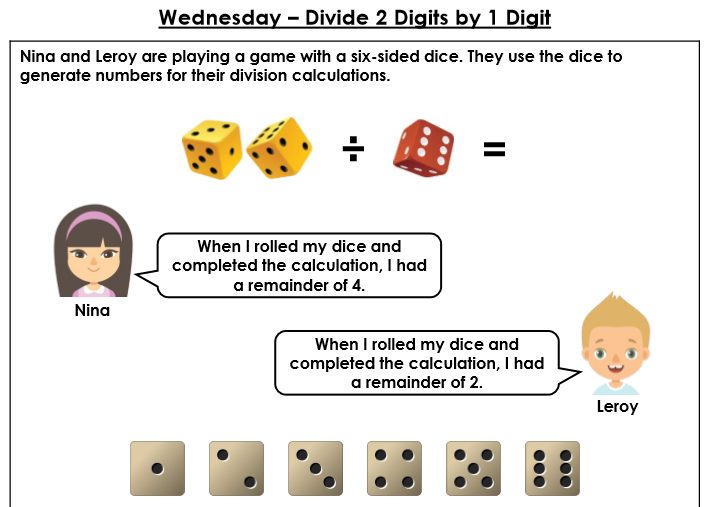 Wednesday – Divide 2 Digits by 1 Digit
Nina and Leroy are playing a game with a six-sided dice. They use the dice to
generate numbers for their division calculations.
÷ =
When I rolled my dice and
completed the calculation, I had
a remainder of 4.
Nina
When I rolled my dice and
completed the calculation, I had
a remainder of 2.
Leroy